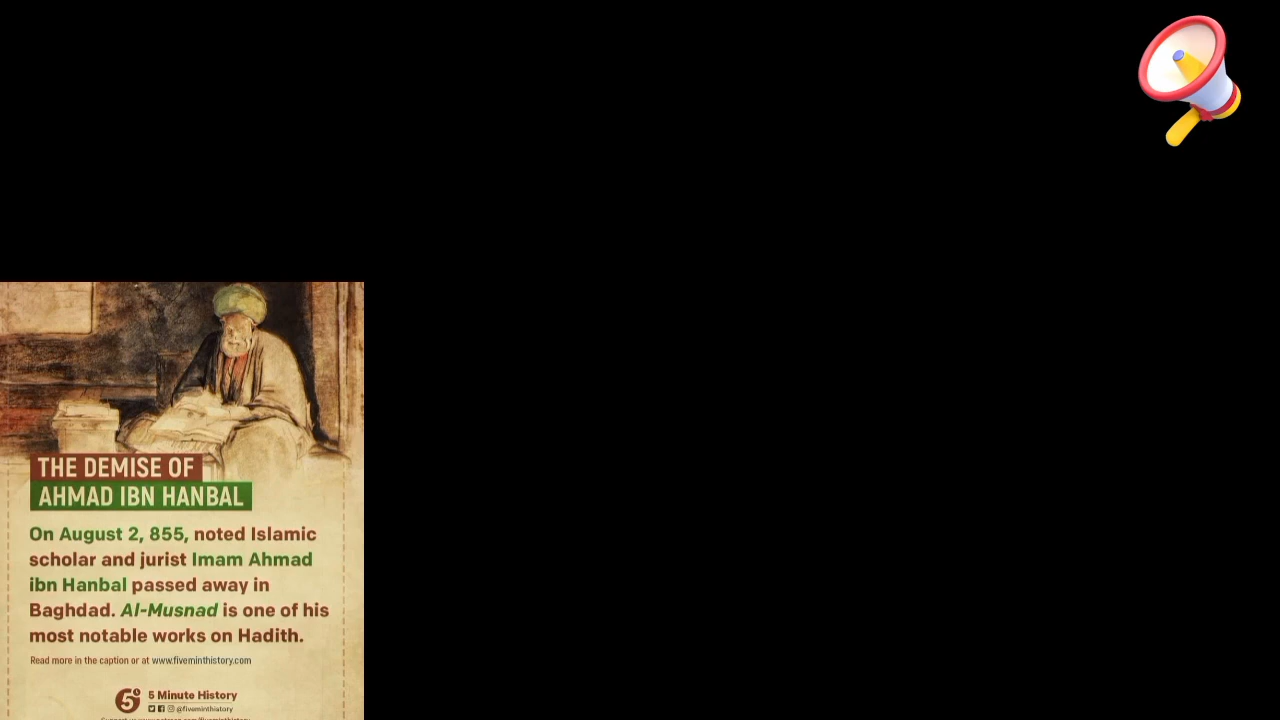 THE DEMISE OF
AHMAD IBN HANBAL
On August 2, 855, noted Islamic
scholar and jurist Imam Ahmad
ibn Hanbal passed away in
Baghdad. Al-Musnad is one of his
most notable works on Hadith.
Read more in the caption or at www.fiveminthistory.com
5 Minute History
@fiveminthistory